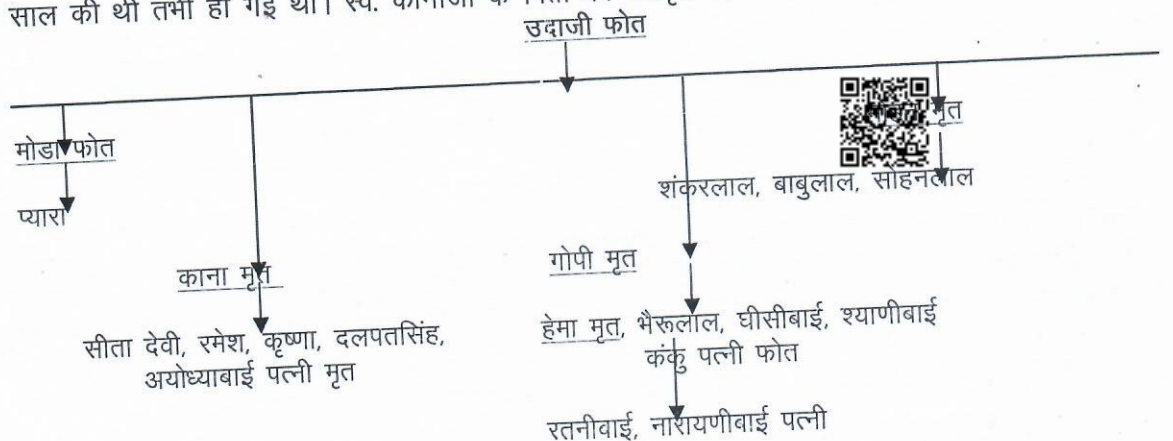 साल की थी तभी हो गई थी। स्व.
उदाजी फोत
मोडा फोत
मृत
प्यारा
शंकरलाल, बाबुलाल, सोहनलाल
काना मृत
गोपी मृत
सीता देवी, रमेश, कृष्णा, दलपतसिंह,
अयोध्याबाई पत्नी मृत
हेमा मृत, भैरूलाल, घीसीबाई, श्याणीबाई
कंकु पत्नी फोत
रतनीबाई, नारायणीबाई पत्नी